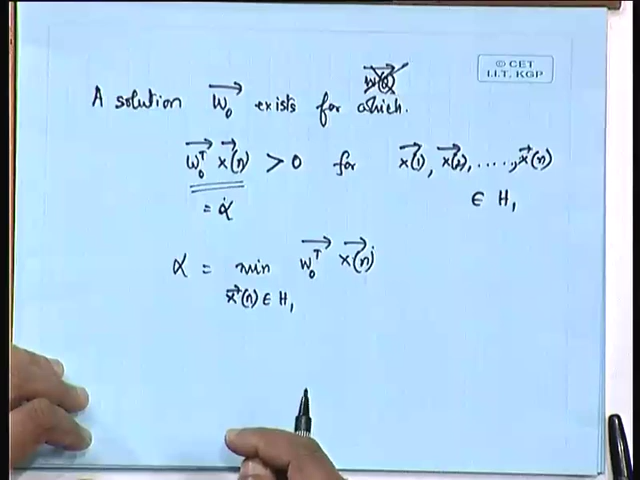 © CET
I.I.T. KGP
A solution w₀ exists for which.
w₀ᵀ x(n) > 0 for x(1), x(2), ....., x(n)
= α ∈ H₁
α = min w₀ᵀ x(n)
x(n) ∈ H₁